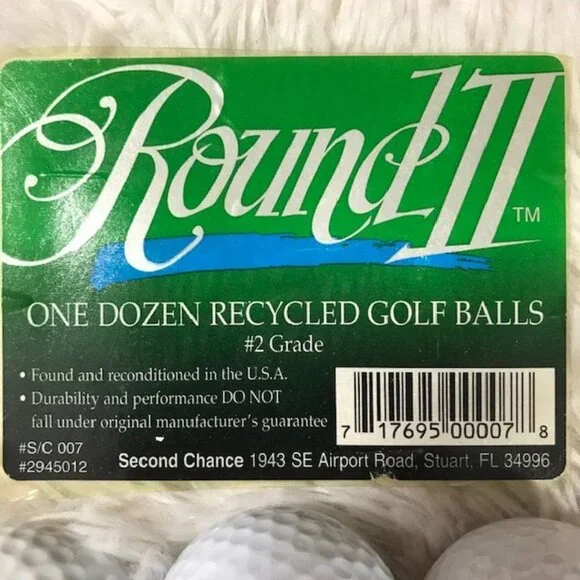 Round II ™
ONE DOZEN RECYCLED GOLF BALLS
#2 Grade
• Found and reconditioned in the U.S.A.
• Durability and performance DO NOT
fall under original manufacturer's guarantee
7 17695 00007 8
#S/C 007
#2945012
Second Chance 1943 SE Airport Road, Stuart, FL 34996